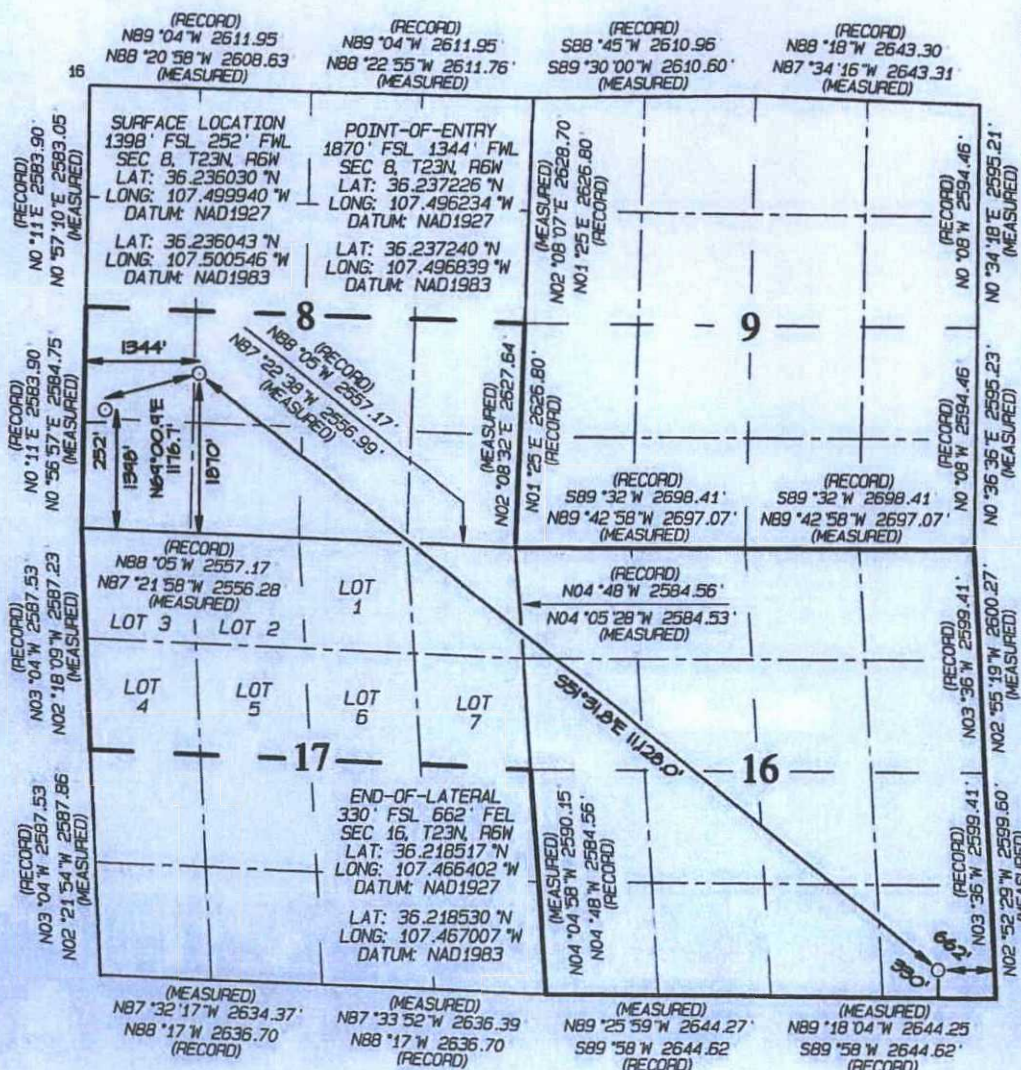 (RECORD)
N89 °04'W 2611.95'
N88 °20'58"W 2608.63'
(MEASURED)
(RECORD)
N89 °04'W 2611.95'
N88 °22'55"W 2611.76'
(MEASURED)
(RECORD)
S88 °45'W 2610.96'
S89 °30'00"W 2610.60'
(MEASURED)
(RECORD)
N88 °18'W 2643.30'
N87 °34'16"W 2643.31'
(MEASURED)
16
(RECORD)
N0 °11'E 2583.90'
N0 °57'10"E 2583.05'
(MEASURED)
SURFACE LOCATION
1398' FSL 252' FWL
SEC 8, T23N, R6W
LAT: 36.236030 °N
LONG: 107.499940 °W
DATUM: NAD1927
LAT: 36.236043 °N
LONG: 107.500546 °W
DATUM: NAD1983
POINT-OF-ENTRY
1870' FSL 1344' FWL
SEC 8, T23N, R6W
LAT: 36.237226 °N
LONG: 107.496234 °W
DATUM: NAD1927
LAT: 36.237240 °N
LONG: 107.496839 °W
DATUM: NAD1983
(MEASURED)
N02 °08'07"E 2628.70'
N01 °25'E 2626.80'
(RECORD)
(RECORD)
N0 °08'W 2594.46'
N0 °34'18"E 2595.21'
(MEASURED)
8
9
1344'
(RECORD)
N88 °05'W 2557.17'
N87 °22'38"W 2556.99'
(MEASURED)
(RECORD)
N0 °11'E 2583.90'
N0 °56'57"E 2584.75'
(MEASURED)
252'
1398'
N69°00.9'E
1176.7'
1870'
(MEASURED)
N02 °08'32"E 2627.64'
N01 °25'E 2626.80'
(RECORD)
(RECORD)
S89 °32'W 2698.41'
N89 °42'58"W 2697.07'
(MEASURED)
(RECORD)
S89 °32'W 2698.41'
N89 °42'58"W 2697.07'
(MEASURED)
(RECORD)
N0 °08'W 2594.46'
N0 °36'36"E 2595.23'
(MEASURED)
(RECORD)
N88 °05'W 2557.17'
N87 °21'58"W 2556.28'
(MEASURED)
LOT
1
LOT 3
LOT 2
(RECORD)
N04 °48'W 2584.56'
N04 °05'28"W 2584.53'
(MEASURED)
(RECORD)
N03 °04'W 2587.53'
N02 °18'09"W 2587.23'
(MEASURED)
LOT
4
LOT
5
LOT
6
LOT
7
S51°31.8'E 11,128.0'
(RECORD)
N03 °36'W 2599.41'
N02 °55'19"W 2600.27'
(MEASURED)
17
16
(RECORD)
N03 °04'W 2587.53'
N02 °21'54"W 2587.86'
(MEASURED)
END-OF-LATERAL
330' FSL 662' FEL
SEC 16, T23N, R6W
LAT: 36.218517 °N
LONG: 107.466402 °W
DATUM: NAD1927
LAT: 36.218530 °N
LONG: 107.467007 °W
DATUM: NAD1983
(MEASURED)
N04 °04'58"W 2590.15'
N04 °48'W 2584.56'
(RECORD)
(RECORD)
N03 °36'W 2599.41'
N02 °52'29"W 2599.60'
(MEASURED)
662'
330'
(MEASURED)
N87 °32'17"W 2634.37'
N88 °17'W 2636.70'
(RECORD)
(MEASURED)
N87 °33'52"W 2636.39'
N88 °17'W 2636.70'
(RECORD)
(MEASURED)
N89 °25'59"W 2644.27'
S89 °58'W 2644.62'
(RECORD)
(MEASURED)
N89 °18'04"W 2644.25'
S89 °58'W 2644.62'
(RECORD)